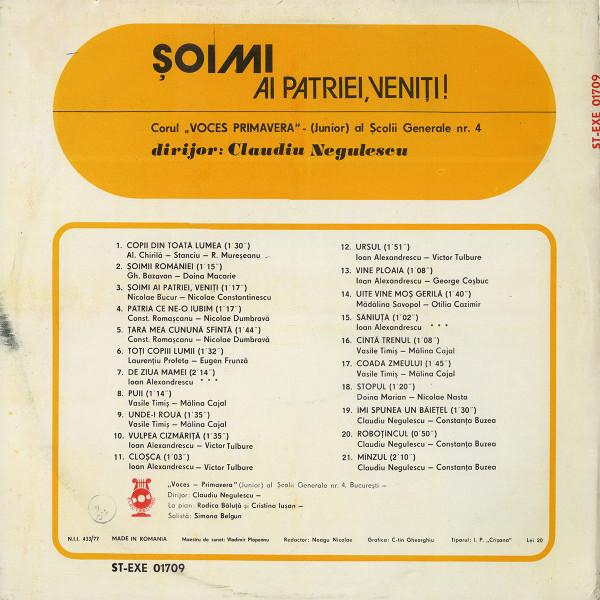 ȘOIMI
AI PATRIEI, VENIȚI!
Corul „VOCES PRIMAVERA" - (Junior) al Școlii Generale nr. 4
dirijor: Claudiu Negulescu
ST-EXE 01709
1. COPII DIN TOATĂ LUMEA (1'30")
Al. Chirilă — Stanciu — R. Mureșeanu
2. ȘOIMII ROMANIEI (1'15")
Gh. Bazavan — Doina Macarie
3. ȘOIMI AI PATRIEI, VENIȚI (1'17")
Nicolae Bucur — Nicolae Constantinescu
4. PATRIA CE NE-O IUBIM (1'17")
Const. Romașcanu — Nicolae Dumbravă
5. ȚARA MEA CUNUNĂ SFÎNTĂ (1'44")
Const. Romașcanu — Nicolae Dumbravă
6. TOȚI COPIII LUMII (1'32")
Laurențiu Profeta — Eugen Frunză
7. DE ZIUA MAMEI (2'14")
Ioan Alexandrescu * * *
8. PUII (1'14")
Vasile Timiș — Mălina Cajal
9. UNDE-I ROUA (1'35")
Vasile Timiș — Mălina Cajal
10. VULPEA CIZMĂRIȚĂ (1'35")
Ioan Alexandrescu — Victor Tulbure
11. CLOȘCA (1'03")
Ioan Alexandrescu — Victor Tulbure
12. URSUL (1'51")
Ioan Alexandrescu — Victor Tulbure
13. VINE PLOAIA (1'08")
Ioan Alexandrescu — George Coșbuc
14. UITE VINE MOȘ GERILĂ (1'40")
Mădălina Savopol — Otilia Cazimir
15. SĂNIUȚA (1'02")
Ioan Alexandrescu * * *
16. CÎNTĂ TRENUL (1'08")
Vasile Timiș — Mălina Cajal
17. COADA ZMEULUI (1'45")
Vasile Timiș — Mălina Cajal
18. STOPUL (1'20")
Doina Marian — Nicolae Nasta
19. IMI SPUNEA UN BĂIEȚEL (1'30")
Claudiu Negulescu — Constanța Buzea
20. ROBOȚINCUL (0'50")
Claudiu Negulescu — Constanța Buzea
21. MÎNZUL (2'10")
Claudiu Negulescu — Constanța Buzea
„Voces — Primavera" (Junior) al Școlii Generale nr. 4, București —
Dirijor: Claudiu Negulescu —
La pian: Rodica Băluță și Cristina Iușan —
Solistă: Simona Belgun
N.I.I. 433/77 MADE IN ROMANIA Maestru de sunet: Vladimir Plopeanu Redactor: Neagu Nicolae Grafica: C-tin Gheorghiu Tiparul: I. P. „Crișana" Lei 20
ST-EXE 01709